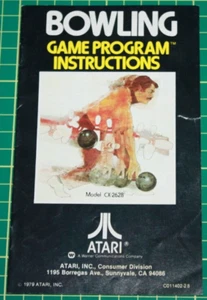 BOWLING
GAME PROGRAM™
INSTRUCTIONS
Model CX2628
ATARI®
A Warner Communications Company
ATARI, INC., Consumer Division
1195 Borregas Ave., Sunnyvale, CA 94086
© 1979 ATARI, INC.